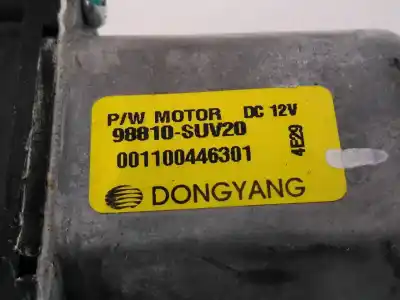 P/W MOTOR DC 12V
98810-SUV20
001100446301
4E29
DONGYANG